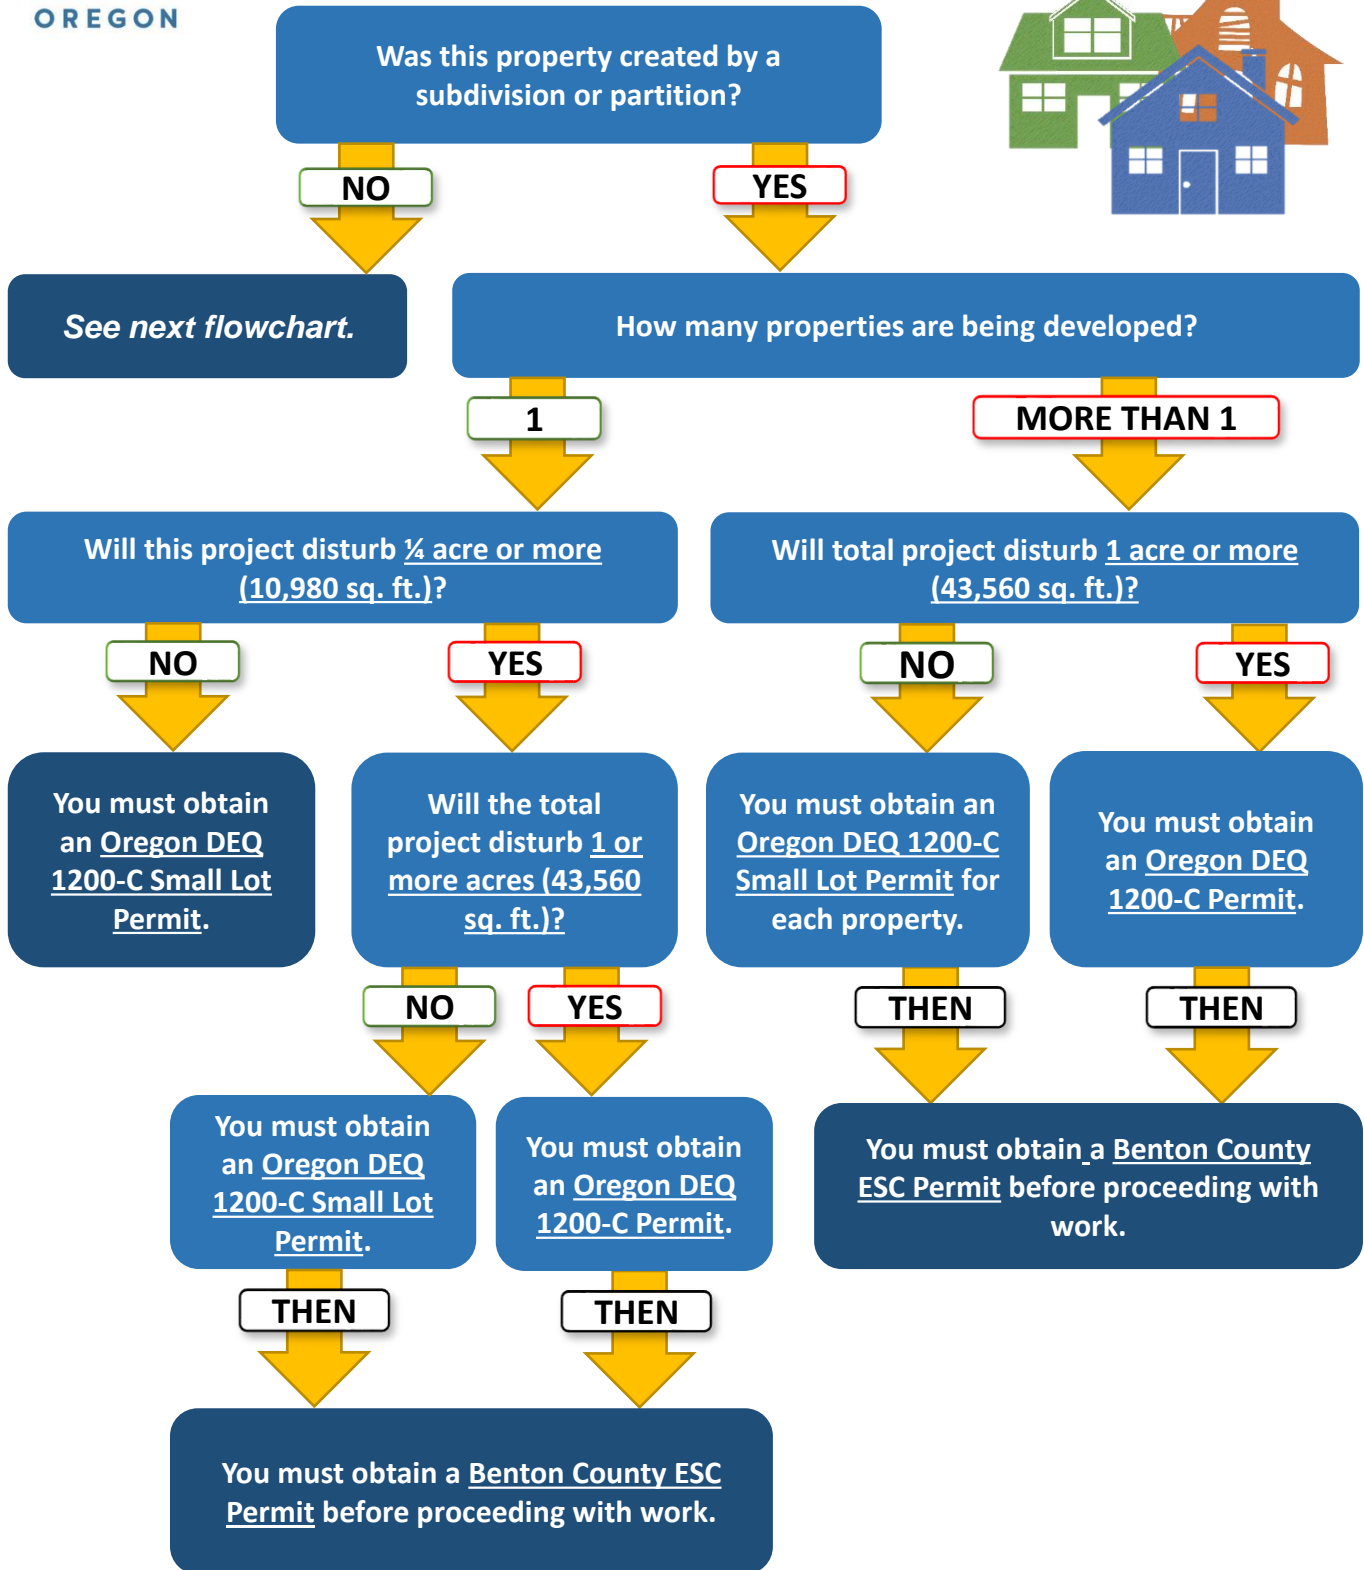 OREGON
Was this property created by a
subdivision or partition?
NO
YES
See next flowchart.
How many properties are being developed?
1
MORE THAN 1
Will this project disturb ¼ acre or more
(10,980 sq. ft.)?
Will total project disturb 1 acre or more
(43,560 sq. ft.)?
NO
YES
NO
YES
You must obtain
an Oregon DEQ
1200-C Small Lot
Permit.
Will the total
project disturb 1 or
more acres (43,560
sq. ft.)?
You must obtain an
Oregon DEQ 1200-C
Small Lot Permit for
each property.
You must obtain
an Oregon DEQ
1200-C Permit.
NO
YES
THEN
THEN
You must obtain
an Oregon DEQ
1200-C Small Lot
Permit.
You must obtain
an Oregon DEQ
1200-C Permit.
You must obtain a Benton County
ESC Permit before proceeding with
work.
THEN
THEN
You must obtain a Benton County ESC
Permit before proceeding with work.